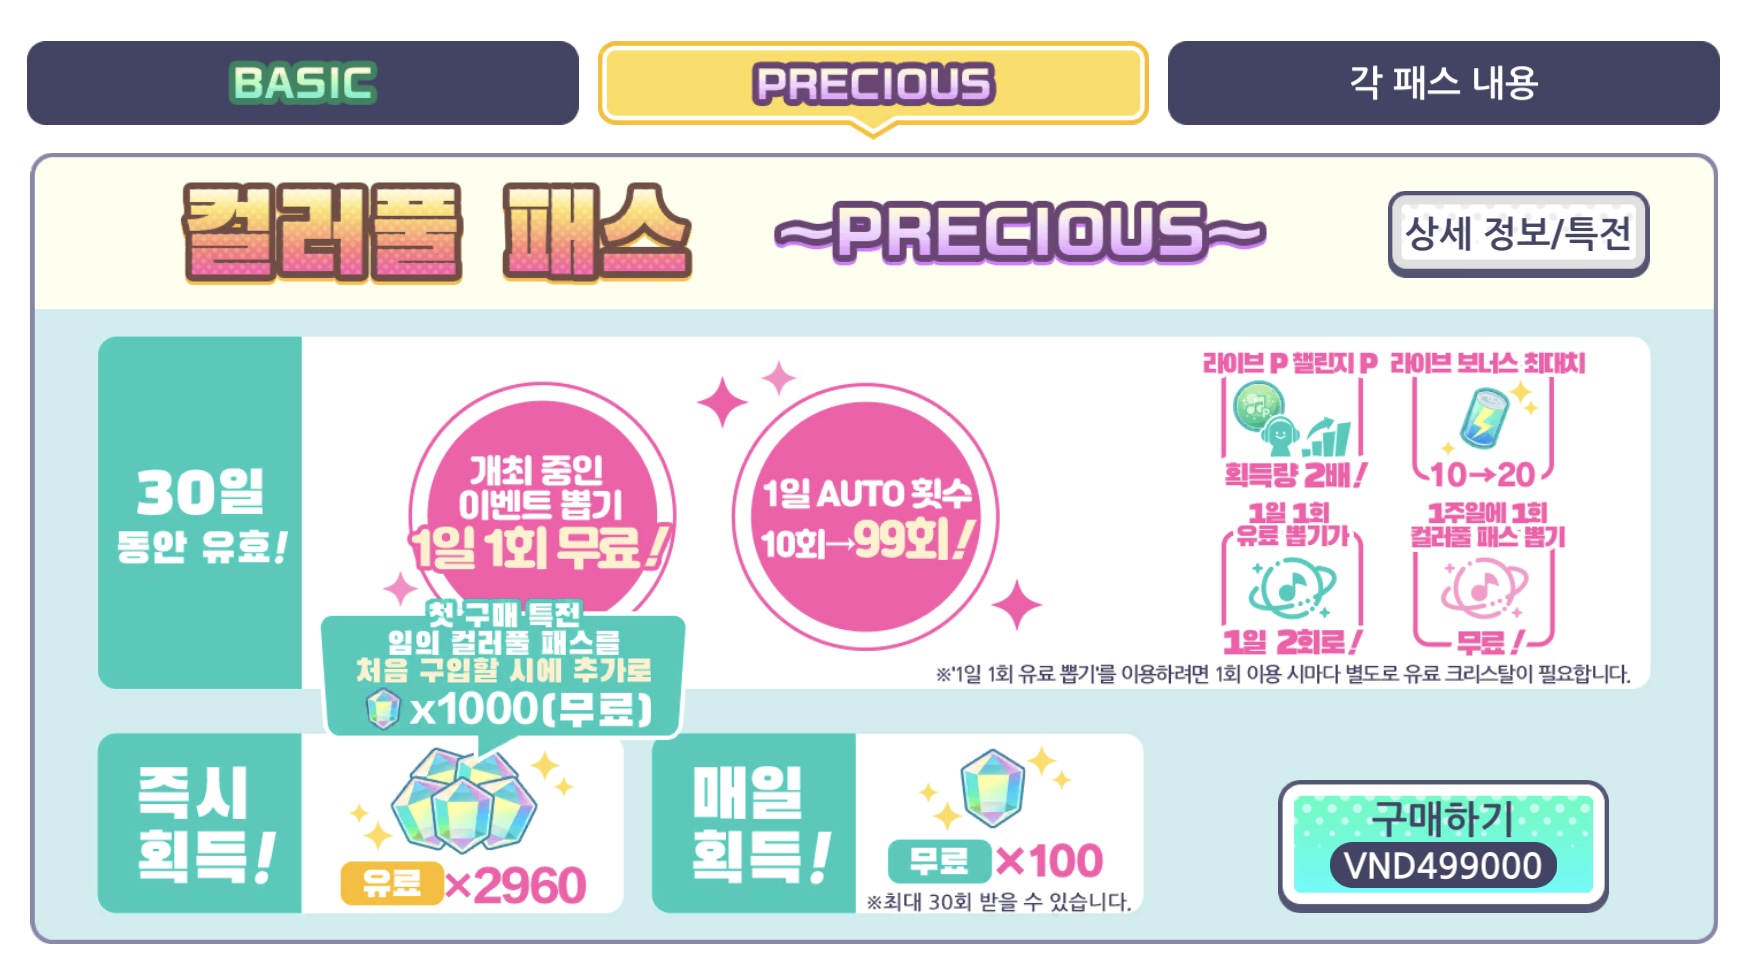 BASIC
PRECIOUS
각 패스 내용
컬러풀 패스
~PRECIOUS~
상세 정보/특전
30일
동안 유효!
개최 중인
이벤트 뽑기
1일 1회 무료!
1일 AUTO 횟수
10회→99회!
라이브 P 챌린지 P
획득량 2배!
라이브 보너스 최대치
10→20
1일 1회
유료 뽑기가
1일 2회로!
1주일에 1회
컬러풀 패스 뽑기
무료!
※'1일 1회 유료 뽑기'를 이용하려면 1회 이용 시마다 별도로 유료 크리스탈이 필요합니다.
첫 구매 특전
임의 컬러풀 패스를
처음 구입할 시에 추가로
x1000(무료)
즉시
획득!
유료 ×2960
매일
획득!
무료 ×100
※최대 30회 받을 수 있습니다.
구매하기
VND499000